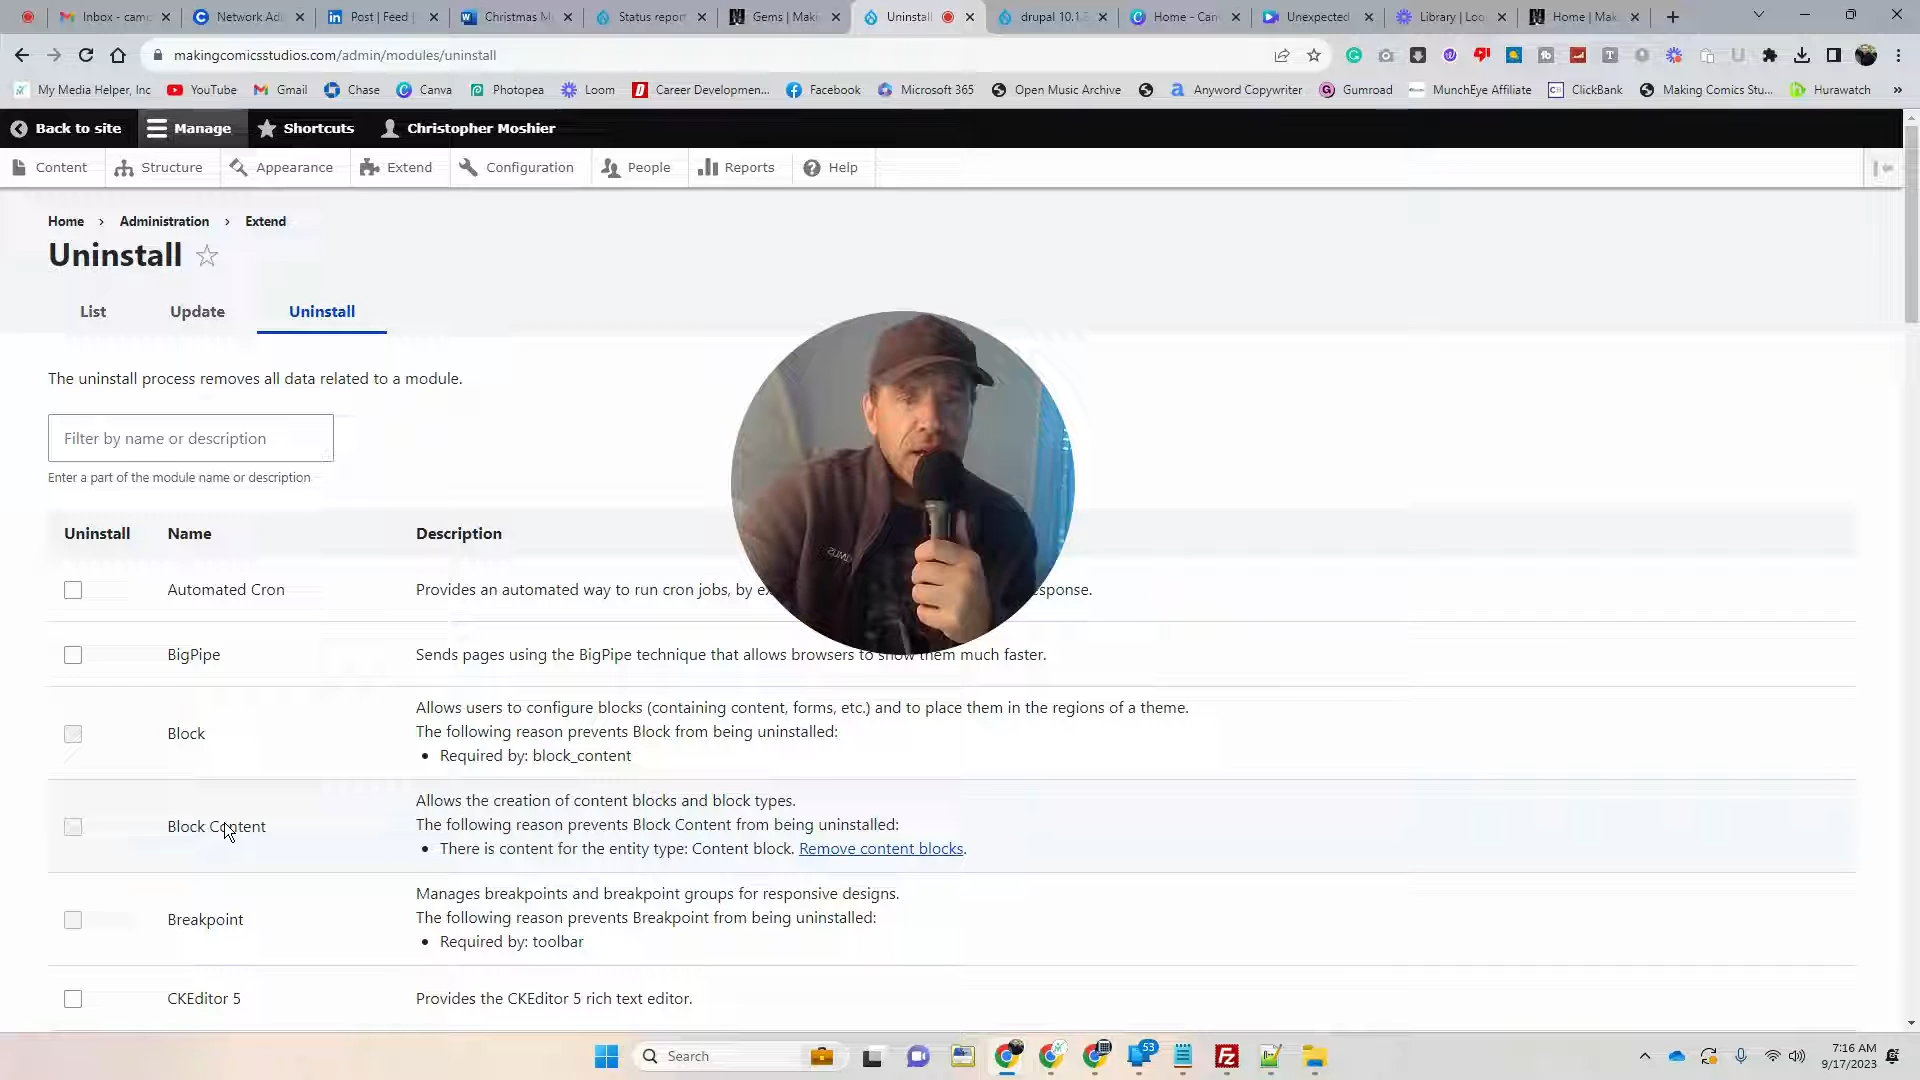 Inbox - cam
Network Ad
Post | Feed |
Christmas M
Status repor
Gems | Maki
Uninstall
drupal 10.1.
Home - Can
Unexpected
Library | Loo
Home | Mak
makingcomicsstudios.com/admin/modules/uninstall
My Media Helper, Inc
YouTube
Gmail
Chase
Canva
Photopea
Loom
Career Developmen...
Facebook
Microsoft 365
Open Music Archive
Anyword Copywriter
Gumroad
MunchEye Affiliate
ClickBank
Making Comics Stu...
Hurawatch
»
Back to site
Manage
Shortcuts
Christopher Moshier
Content
Structure
Appearance
Extend
Configuration
People
Reports
Help
Home › Administration › Extend
Uninstall
List
Update
Uninstall
The uninstall process removes all data related to a module.
Filter by name or description
Enter a part of the module name or description
Uninstall Name Description
Automated Cron
Provides an automated way to run cron jobs, by ex
sponse.
BigPipe
Sends pages using the BigPipe technique that allows browsers to show them much faster.
Block
Allows users to configure blocks (containing content, forms, etc.) and to place them in the regions of a theme.
The following reason prevents Block from being uninstalled:
• Required by: block_content
Block Content
Allows the creation of content blocks and block types.
The following reason prevents Block Content from being uninstalled:
• There is content for the entity type: Content block. Remove content blocks.
Breakpoint
Manages breakpoints and breakpoint groups for responsive designs.
The following reason prevents Breakpoint from being uninstalled:
• Required by: toolbar
CKEditor 5
Provides the CKEditor 5 rich text editor.
Search
53
7:16 AM
9/17/2023